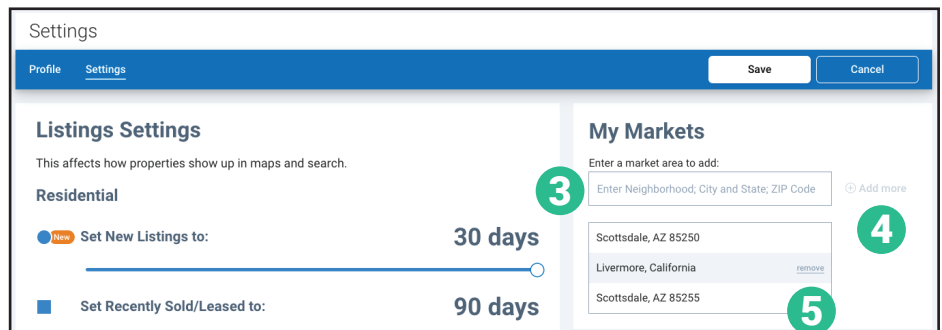 Settings
Profile Settings Save Cancel
Listings Settings
This affects how properties show up in maps and search.
Residential
New Set New Listings to: 30 days
Set Recently Sold/Leased to: 90 days
My Markets
Enter a market area to add:
3 Enter Neighborhood; City and State; ZIP Code Add more
4
Scottsdale, AZ 85250
Livermore, California remove
Scottsdale, AZ 85255
5